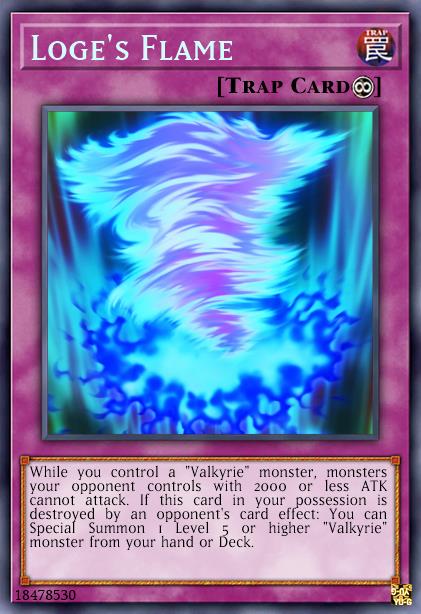 Loge's Flame
TRAP
罠
[Trap Card]
While you control a "Valkyrie" monster, monsters
your opponent controls with 2000 or less ATK
cannot attack. If this card in your possession is
destroyed by an opponent's card effect: You can
Special Summon 1 Level 5 or higher "Valkyrie"
monster from your hand or Deck.
18478530